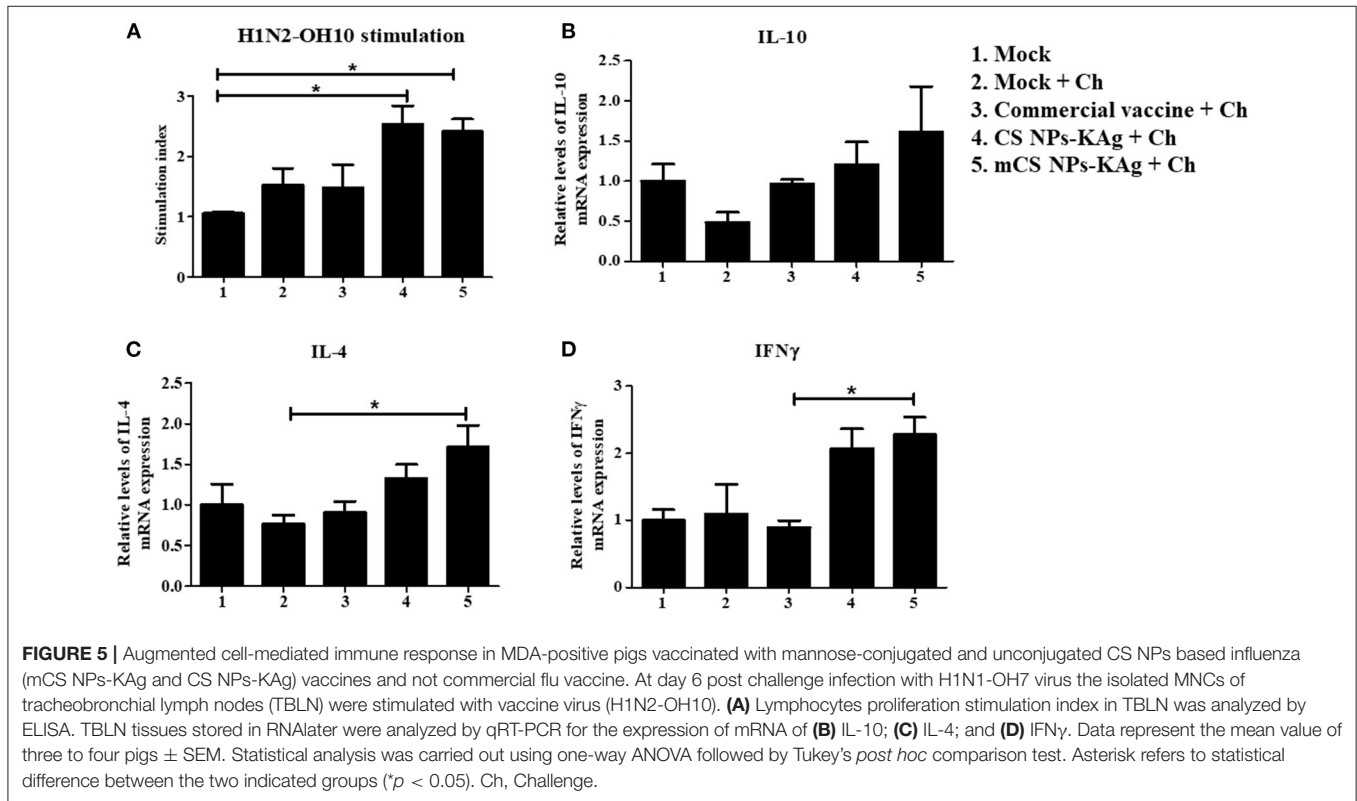 A
H1N2-OH10 stimulation
*
*
Stimulation index
3
2
1
0
1 2 3 4 5
B
IL-10
Relative levels of IL-10
mRNA expression
2.5
2.0
1.5
1.0
0.5
0.0
1 2 3 4 5
1. Mock
2. Mock + Ch
3. Commercial vaccine + Ch
4. CS NPs-KAg + Ch
5. mCS NPs-KAg + Ch
C
IL-4
*
Relative levels of IL-4
mRNA expression
2.5
2.0
1.5
1.0
0.5
0.0
1 2 3 4 5
D
IFNγ
*
Relative levels of IFNγ
mRNA expression
3
2
1
0
1 2 3 4 5
FIGURE 5 | Augmented cell-mediated immune response in MDA-positive pigs vaccinated with mannose-conjugated and unconjugated CS NPs based influenza
(mCS NPs-KAg and CS NPs-KAg) vaccines and not commercial flu vaccine. At day 6 post challenge infection with H1N1-OH7 virus the isolated MNCs of
tracheobronchial lymph nodes (TBLN) were stimulated with vaccine virus (H1N2-OH10). (A) Lymphocytes proliferation stimulation index in TBLN was analyzed by
ELISA. TBLN tissues stored in RNAlater were analyzed by qRT-PCR for the expression of mRNA of (B) IL-10; (C) IL-4; and (D) IFNγ. Data represent the mean value of
three to four pigs ± SEM. Statistical analysis was carried out using one-way ANOVA followed by Tukey's post hoc comparison test. Asterisk refers to statistical
difference between the two indicated groups (*p < 0.05). Ch, Challenge.